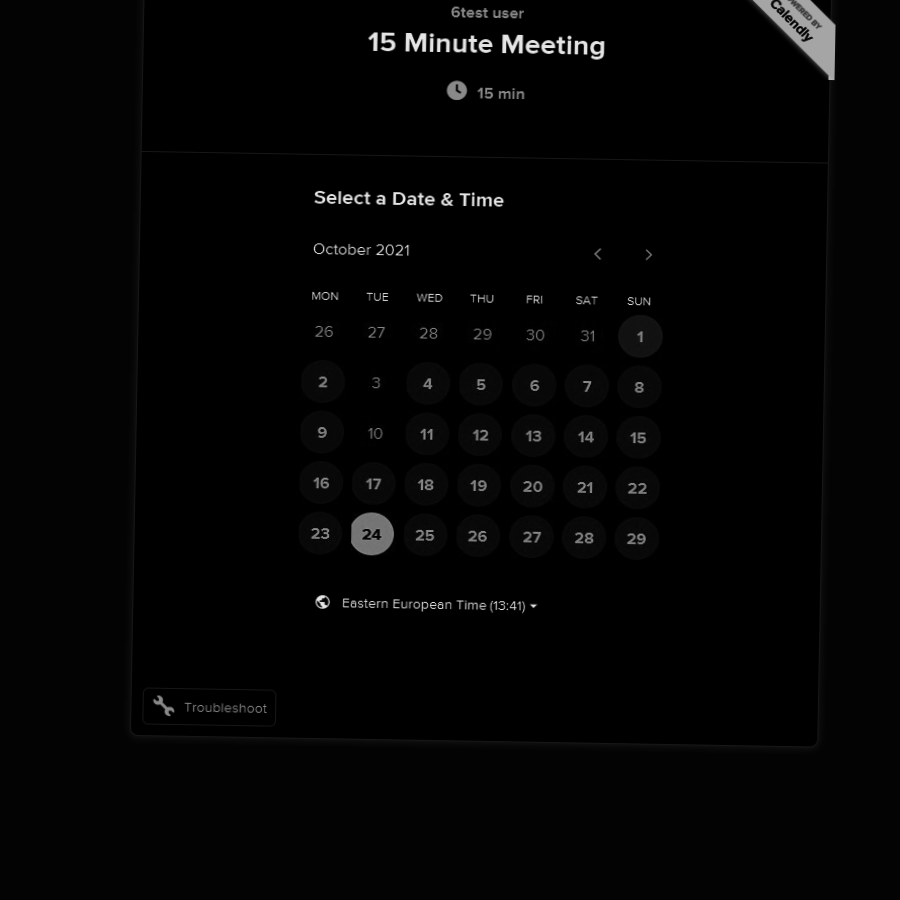 6test user
15 Minute Meeting
15 min
POWERED BY
Calendly
Select a Date & Time
October 2021
MON TUE WED THU FRI SAT SUN
26 27 28 29 30 31 1
2 3 4 5 6 7 8
9 10 11 12 13 14 15
16 17 18 19 20 21 22
23 24 25 26 27 28 29
Eastern European Time (13:41)
Troubleshoot